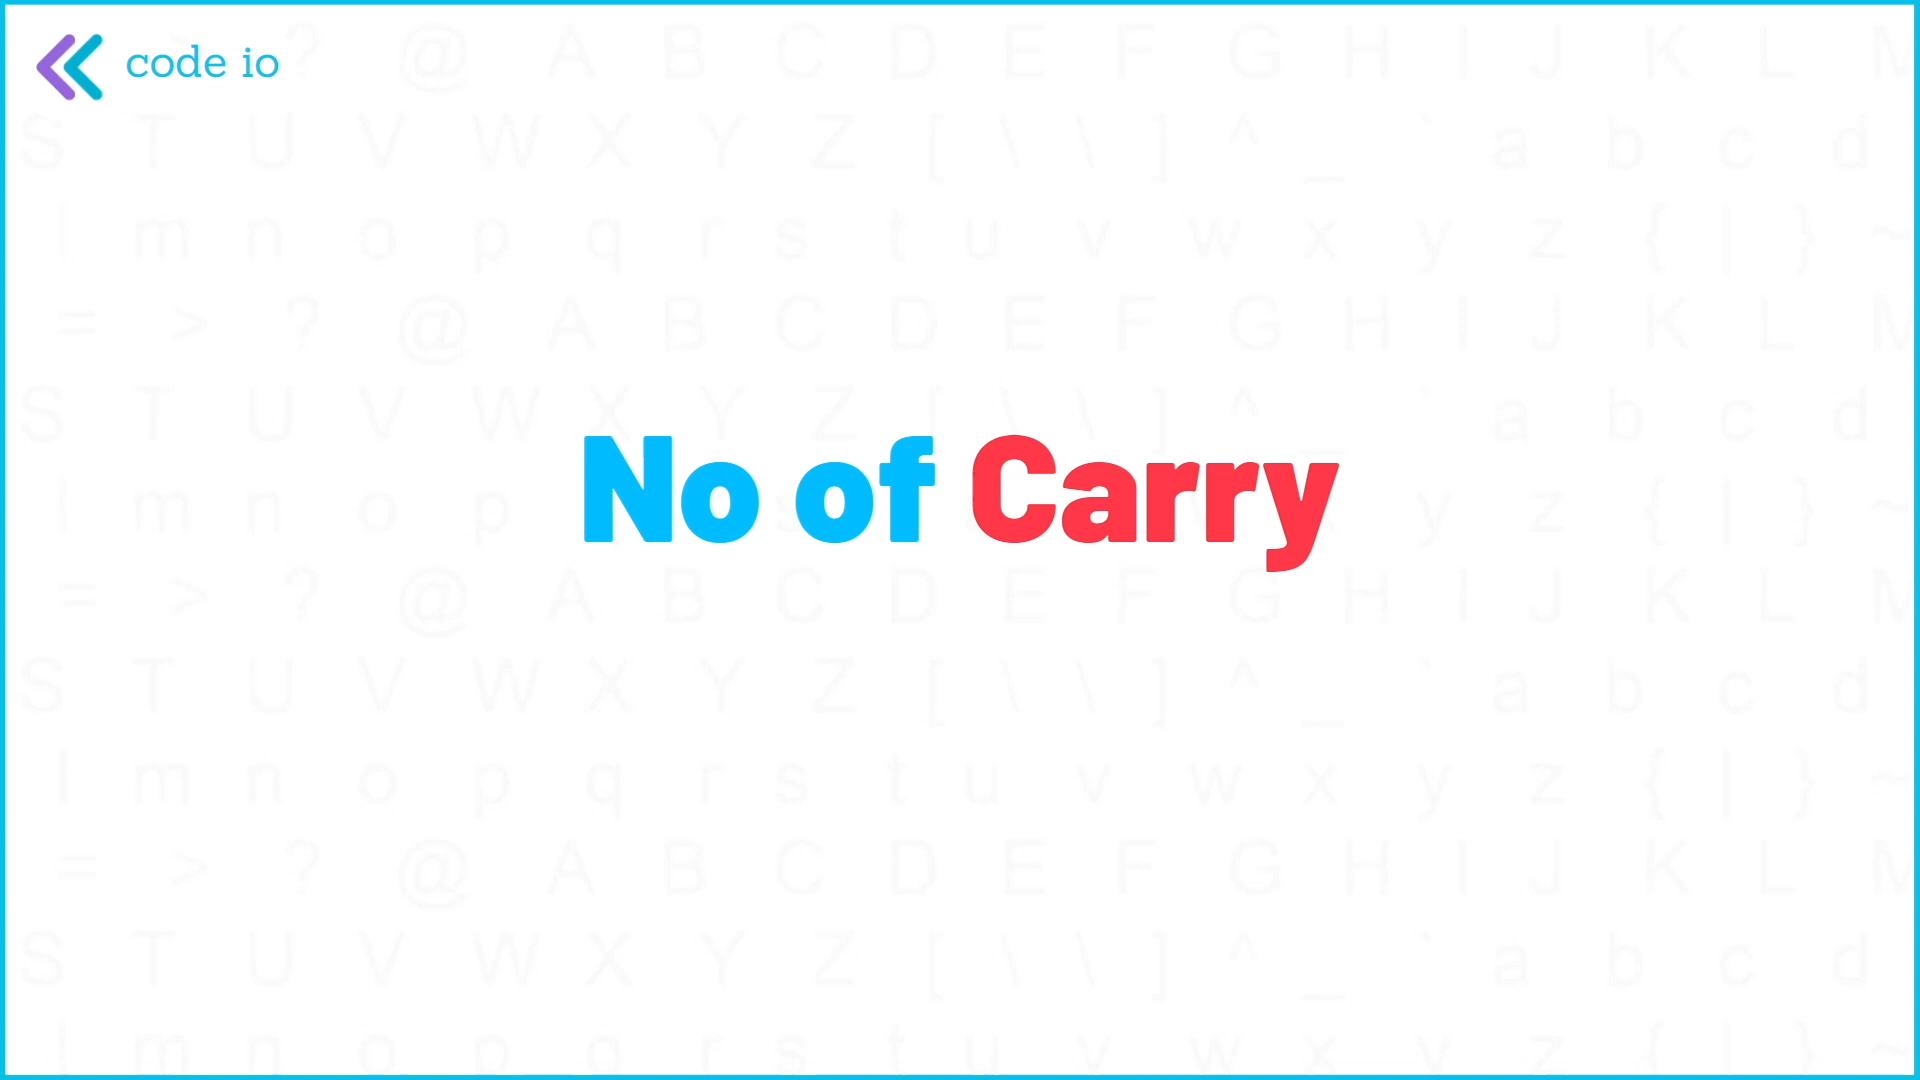 code io
? @ A B C D E F G H I J K L M
S T U V W X Y Z [ \ \ ] ^ _ ` a b c d
l m n o p q r s t u v w x y z { | } ~
= > ? @ A B C D E F G H I J K L M
S T U V W X Y Z [ \ \ ] ^ _ ` a b c d
No of Carry
l m n o p y z { | } ~
= > ? @ A B C D E F G H I J K L M
S T U V W X Y Z [ \ \ ] ^ _ ` a b c d
l m n o p q r s t u v w x y z { | } ~
= > ? @ A B C D E F G H I J K L M
S T U V W X Y Z [ \ \ ] ^ _ ` a b c d
l m n o p q r s t u v w x y z { | } ~